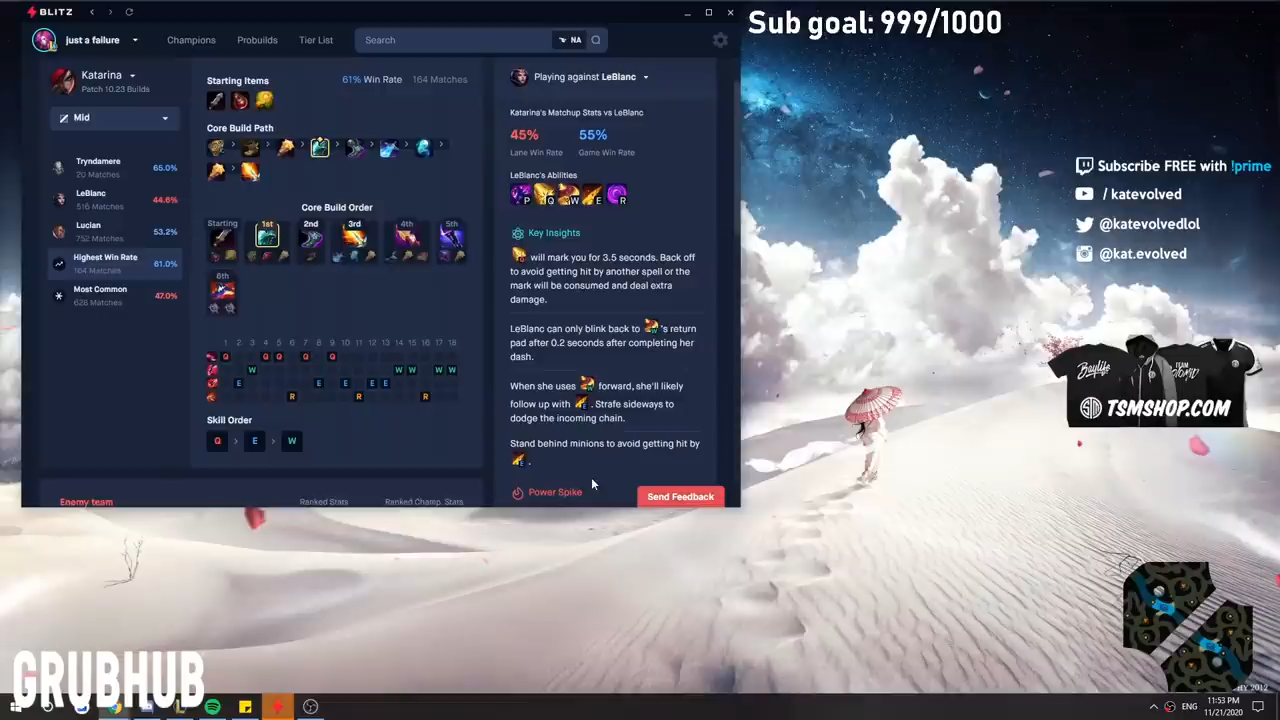 BLITZ
Sub goal: 999/1000
just a failure
Champions
Probuilds
Tier List
Search
NA
Katarina
Patch 10.23 Builds
Mid
Tryndamere
20 Matches
65.0%
LeBlanc
516 Matches
44.6%
Lucian
752 Matches
53.2%
Highest Win Rate
164 Matches
61.0%
Most Common
628 Matches
47.0%
Starting Items
61% Win Rate
164 Matches
Core Build Path
Core Build Order
Starting
1st
2nd
3rd
4th
5th
6th
1 2 3 4 5 6 7 8 9 10 11 12 13 14 15 16 17 18
Q Q Q Q Q
W W W W W
E E E E E
R R R
Skill Order
Q > E > W
Enemy team
Ranked Stats
Ranked Champ. Stats
Playing against LeBlanc
Katarina's Matchup Stats vs LeBlanc
45%
55%
Lane Win Rate
Game Win Rate
LeBlanc's Abilities
P Q W E R
Key Insights
will mark you for 3.5 seconds. Back off
to avoid getting hit by another spell or the
mark will be consumed and deal extra
damage.
LeBlanc can only blink back to 's return
pad after 0.2 seconds after completing her
dash.
When she uses forward, she'll likely
follow up with . Strafe sideways to
dodge the incoming chain.
Stand behind minions to avoid getting hit by
.
Power Spike
Send Feedback
Subscribe FREE with !prime
/ katevolved
@katevolvedlol
@kat.evolved
Baylife
TSMSHOP.COM
GRUBHUB
2012
ENG
11:53 PM
11/21/2020